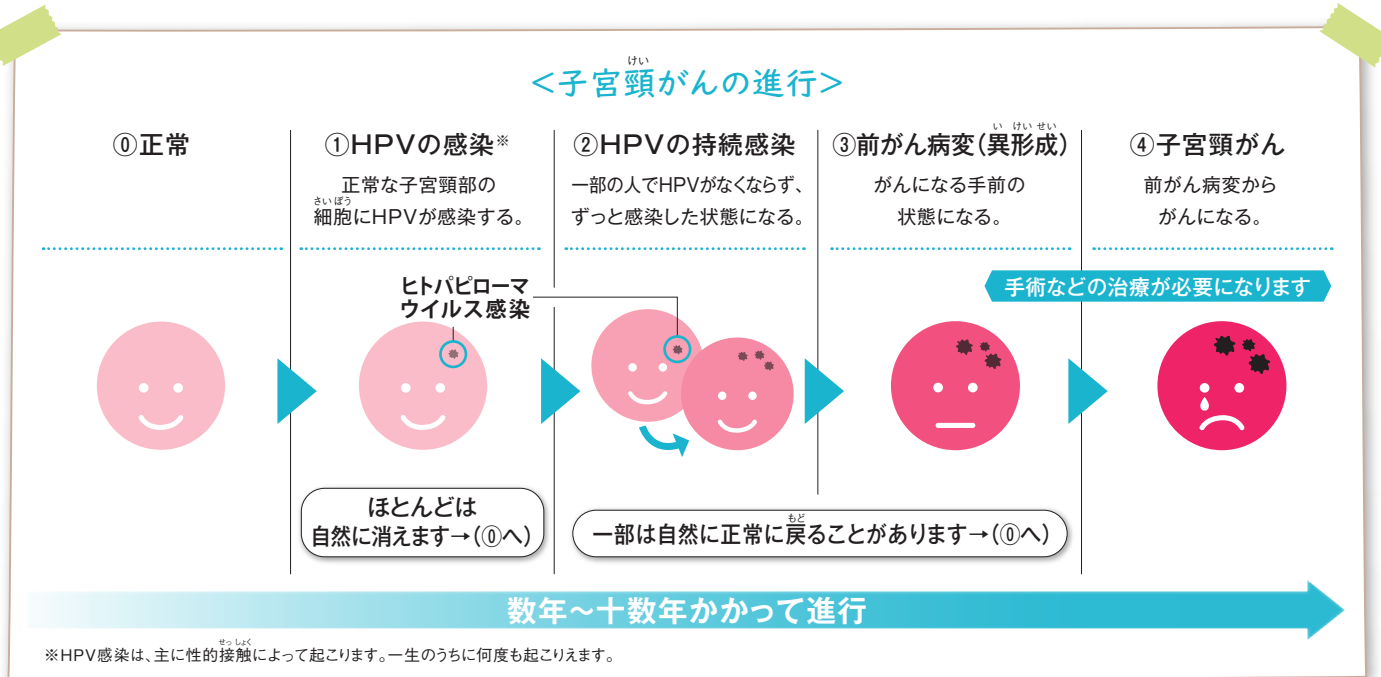 <子宮頸がんの進行>
けい
⓪正常
①HPVの感染※
正常な子宮頸部の
さいぼう
細胞にHPVが感染する。
②HPVの持続感染
一部の人でHPVがなくならず、
ずっと感染した状態になる。
い けい せい
③前がん病変(異形成)
がんになる手前の
状態になる。
④子宮頸がん
前がん病変から
がんになる。
手術などの治療が必要になります
ヒトパピローマ
ウイルス感染
ほとんどは
自然に消えます→(⓪へ)
もど
一部は自然に正常に戻ることがあります→(⓪へ)
数年～十数年かかって進行
せっしょく
※HPV感染は、主に性的接触によって起こります。一生のうちに何度も起こりえます。